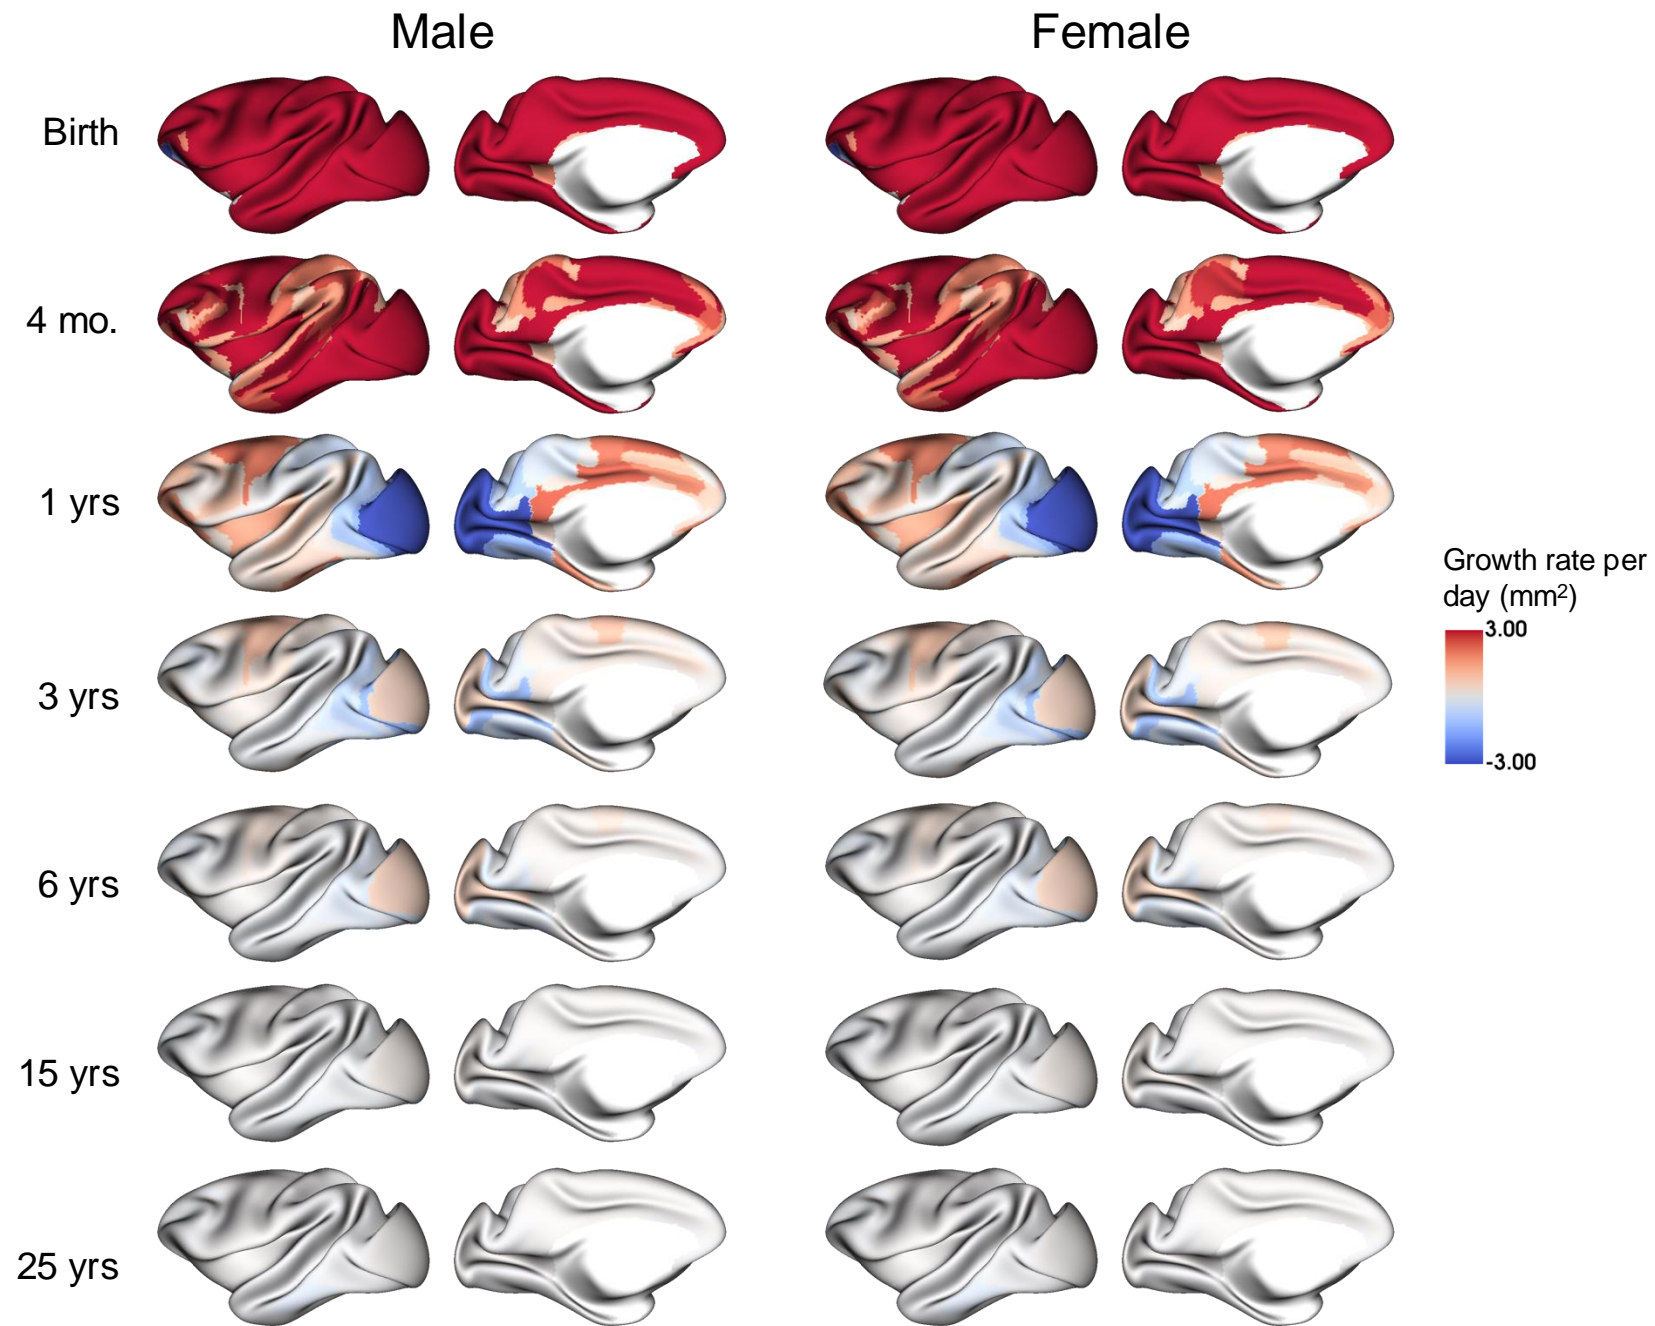 Male
Female
Birth
4 mo.
1 yrs
3 yrs
6 yrs
15 yrs
25 yrs
Growth rate per
day (mm²)
3.00
-3.00